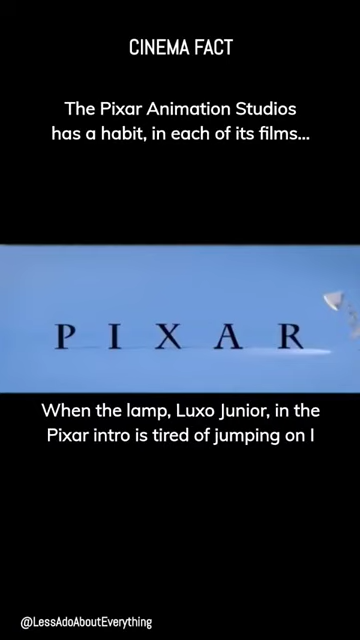 CINEMA FACT
The Pixar Animation Studios
has a habit, in each of its films...
P I X A R
When the lamp, Luxo Junior, in the
Pixar intro is tired of jumping on I
@LessAdoAboutEverything